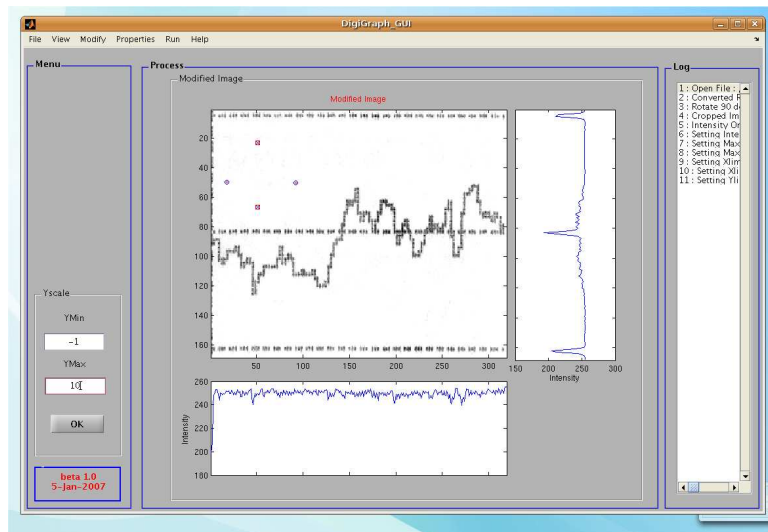 DigiGraph_GUI
File View Modify Properties Run Help
Menu
Process
Log
Modified Image
Modified Image
1 : Open File :
2 : Converted R
3 : Rotate 90 d
4 : Cropped Im
5 : Intensity Or
6 : Setting Inte
7 : Setting Max
8 : Setting Max
9 : Setting Xlim
10 : Setting Xli
11 : Setting Yli
20
40
60
80
100
120
140
160
50 100 150 200 250 300
150 200 250 300
Intensity
Yscale
YMin
-1
YMax
10
OK
260
240
220
200
180
Intensity
beta 1.0
5-Jan-2007